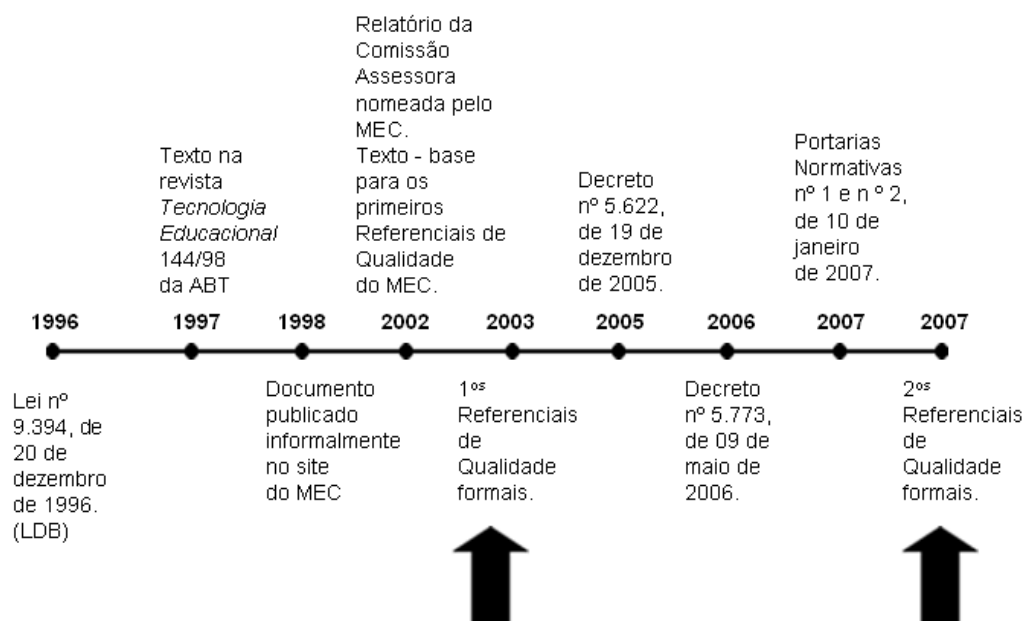 Relatório da
Comissão
Assessora
nomeada pelo
MEC.
Texto - base
para os
primeiros
Referenciais de
Qualidade
do MEC.
Texto na
revista
Tecnologia
Educacional
144/98
da ABT
Decreto
nº 5.622,
de 19 de
dezembro
de 2005.
Portarias
Normativas
nº 1 e n º 2,
de 10 de
janeiro
de 2007.
1996
1997
1998
2002
2003
2005
2006
2007
2007
Lei nº
9.394, de
20 de
dezembro
de 1996.
(LDB)
Documento
publicado
informalmente
no site
do MEC
1ºs
Referenciais
de
Qualidade
formais.
Decreto
nº 5.773,
de 09 de
maio de
2006.
2ºs
Referenciais
de
Qualidade
formais.